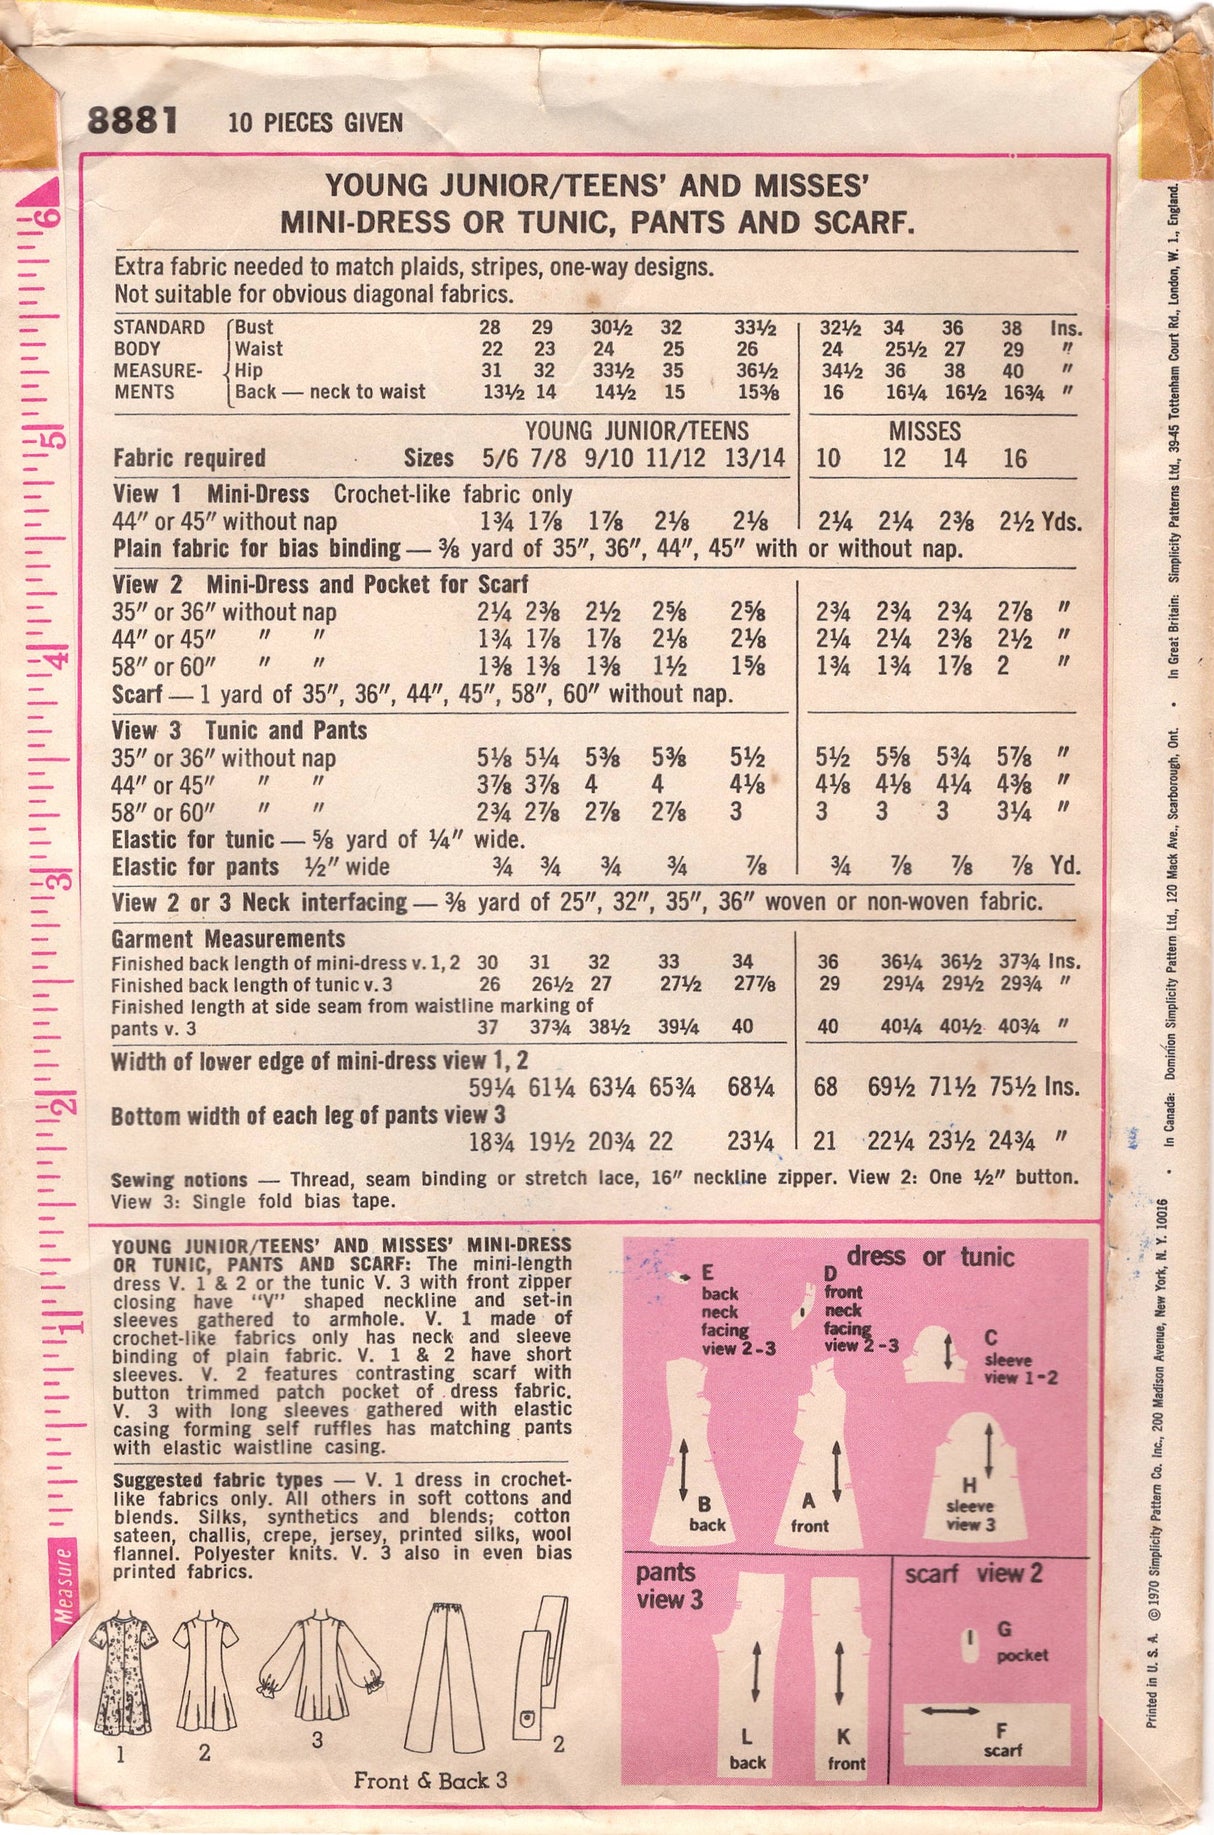 8881 10 PIECES GIVEN
YOUNG JUNIOR/TEENS' AND MISSES'
MINI-DRESS OR TUNIC, PANTS AND SCARF.
Extra fabric needed to match plaids, stripes, one-way designs.
Not suitable for obvious diagonal fabrics.
STANDARD Bust 28 29 30½ 32 33½ 32½ 34 36 38 Ins.
BODY Waist 22 23 24 25 26 24 25½ 27 29 "
MEASURE- Hip 31 32 33½ 35 36½ 34½ 36 38 40 "
MENTS Back — neck to waist 13½ 14 14½ 15 15⅜ 16 16¼ 16½ 16¾ "
YOUNG JUNIOR/TEENS MISSES
Fabric required Sizes 5/6 7/8 9/10 11/12 13/14 10 12 14 16
View 1 Mini-Dress Crochet-like fabric only
44" or 45" without nap 1¾ 1⅞ 1⅞ 2⅛ 2⅛ 2¼ 2¼ 2⅜ 2½ Yds.
Plain fabric for bias binding — ⅜ yard of 35", 36", 44", 45" with or without nap.
View 2 Mini-Dress and Pocket for Scarf
35" or 36" without nap 2¼ 2⅜ 2½ 2⅝ 2⅝ 2¾ 2¾ 2¾ 2⅞ "
44" or 45" " " 1¾ 1⅞ 1⅞ 2⅛ 2⅛ 2¼ 2¼ 2⅜ 2½ "
58" or 60" " " 1⅜ 1⅜ 1⅜ 1½ 1⅝ 1¾ 1¾ 1⅞ 2 "
Scarf — 1 yard of 35", 36", 44", 45", 58", 60" without nap.
View 3 Tunic and Pants
35" or 36" without nap 5⅛ 5¼ 5⅜ 5⅜ 5½ 5½ 5⅝ 5¾ 5⅞ "
44" or 45" " " 3⅞ 3⅞ 4 4 4⅛ 4⅛ 4⅛ 4¼ 4⅜ "
58" or 60" " " 2¾ 2⅞ 2⅞ 2⅞ 3 3 3 3 3¼ "
Elastic for tunic — ⅝ yard of ¼" wide.
Elastic for pants ½" wide ¾ ¾ ¾ ¾ ⅞ ¾ ⅞ ⅞ ⅞ Yd.
View 2 or 3 Neck interfacing — ⅜ yard of 25", 32", 35", 36" woven or non-woven fabric.
Garment Measurements
Finished back length of mini-dress v. 1, 2 30 31 32 33 34 36 36¼ 36½ 37¾ Ins.
Finished back length of tunic v. 3 26 26½ 27 27½ 27⅞ 29 29¼ 29½ 29¾ "
Finished length at side seam from waistline marking of
pants v. 3 37 37¾ 38½ 39¼ 40 40 40¼ 40½ 40¾ "
Width of lower edge of mini-dress view 1, 2
59¼ 61¼ 63¼ 65¾ 68¼ 68 69½ 71½ 75½ Ins.
Bottom width of each leg of pants view 3
18¾ 19½ 20¾ 22 23¼ 21 22¼ 23½ 24¾ "
Sewing notions — Thread, seam binding or stretch lace, 16" neckline zipper. View 2: One ½" button.
View 3: Single fold bias tape.
YOUNG JUNIOR/TEENS' AND MISSES' MINI-DRESS
OR TUNIC, PANTS AND SCARF: The mini-length
dress V. 1 & 2 or the tunic V. 3 with front zipper
closing have "V" shaped neckline and set-in
sleeves gathered to armhole. V. 1 made of
crochet-like fabrics only has neck and sleeve
binding of plain fabric. V. 1 & 2 have short
sleeves. V. 2 features contrasting scarf with
button trimmed patch pocket of dress fabric.
V. 3 with long sleeves gathered with elastic
casing forming self ruffles has matching pants
with elastic waistline casing.
Suggested fabric types — V. 1 dress in crochet-
like fabrics only. All others in soft cottons and
blends. Silks, synthetics and blends; cotton
sateen, challis, crepe, jersey, printed silks, wool
flannel. Polyester knits. V. 3 also in even bias
printed fabrics.
1
2
3
2
Front & Back 3
dress or tunic
E
back
neck
facing
view 2-3
D
front
neck
facing
view 2-3
C
sleeve
view 1-2
B
back
A
front
H
sleeve
view 3
pants
view 3
L
back
K
front
scarf view 2
G
pocket
F
scarf
6
5
4
3
2
1
Measure
Printed in U. S. A. © 1970 Simplicity Pattern Co. Inc., 200 Madison Avenue, New York, N. Y. 10016 • In Canada: Dominion Simplicity Pattern Ltd., 120 Mack Ave., Scarborough, Ont. • In Great Britain: Simplicity Patterns Ltd., 39-45 Tottenham Court Rd., London, W. 1., England.